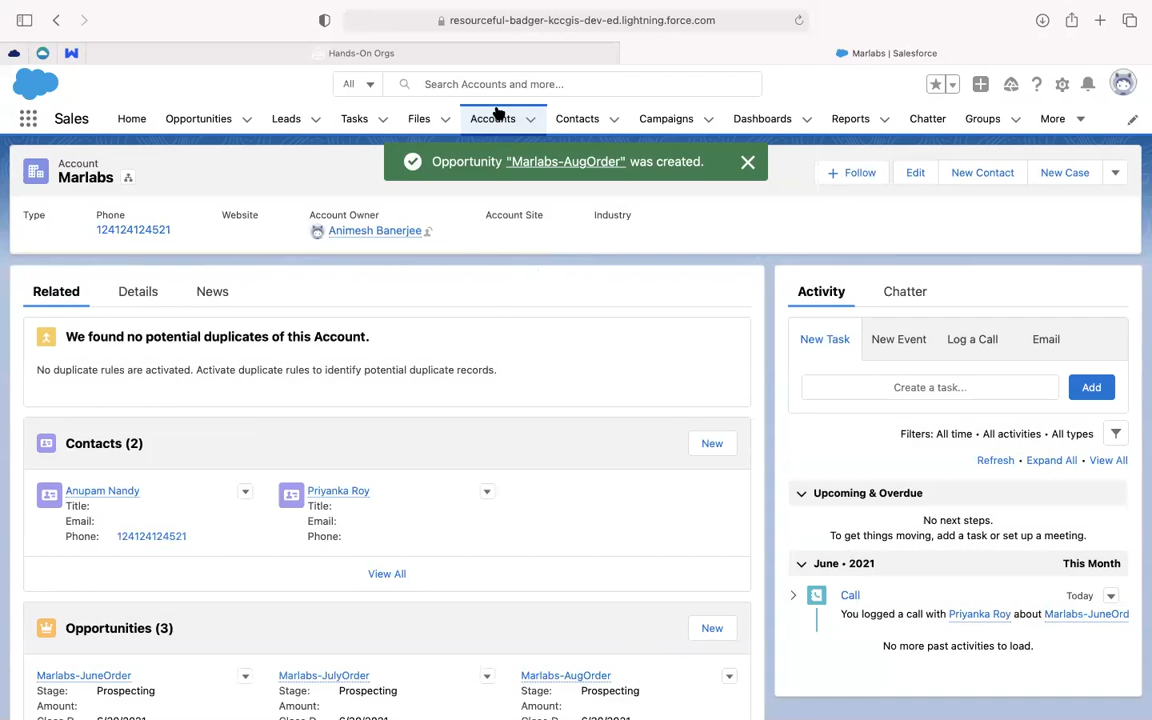 resourceful-badger-kccgis-dev-ed.lightning.force.com
Hands-On Orgs
Marlabs | Salesforce
All
Search Accounts and more...
Sales
Home
Opportunities
Leads
Tasks
Files
Accounts
Contacts
Campaigns
Dashboards
Reports
Chatter
Groups
More
Account
Marlabs
Opportunity "Marlabs-AugOrder" was created.
Follow
Edit
New Contact
New Case
Type
Phone
Website
Account Owner
Account Site
Industry
124124124521
Animesh Banerjee
Related
Details
News
We found no potential duplicates of this Account.
No duplicate rules are activated. Activate duplicate rules to identify potential duplicate records.
Contacts (2)
New
Anupam Nandy
Title:
Email:
Phone: 124124124521
Priyanka Roy
Title:
Email:
Phone:
View All
Opportunities (3)
New
Marlabs-JuneOrder
Stage: Prospecting
Amount:
Marlabs-JulyOrder
Stage: Prospecting
Amount:
Marlabs-AugOrder
Stage: Prospecting
Amount:
Activity
Chatter
New Task
New Event
Log a Call
Email
Create a task...
Add
Filters: All time • All activities • All types
Refresh • Expand All • View All
Upcoming & Overdue
No next steps.
To get things moving, add a task or set up a meeting.
June • 2021
This Month
Call
Today
You logged a call with Priyanka Roy about Marlabs-JuneOrd
No more past activities to load.